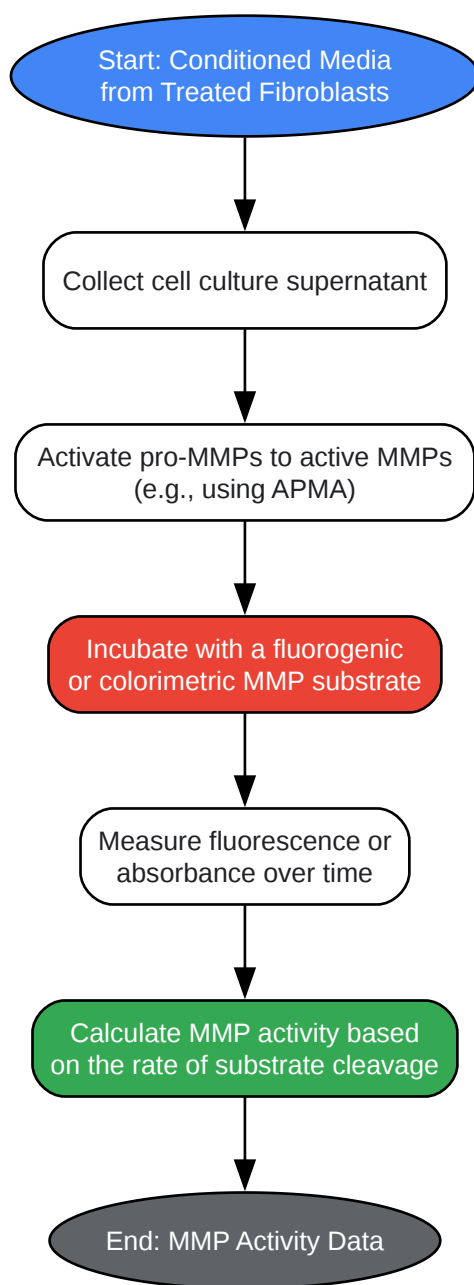 Start: Conditioned Media
from Treated Fibroblasts
Collect cell culture supernatant
Activate pro-MMPs to active MMPs
(e.g., using APMA)
Incubate with a fluorogenic
or colorimetric MMP substrate
Measure fluorescence or
absorbance over time
Calculate MMP activity based
on the rate of substrate cleavage
End: MMP Activity Data